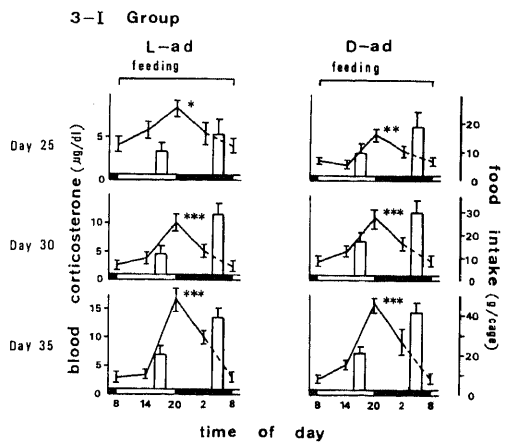 3-I Group
L-ad D-ad
feeding feeding
Day 25
Day 30
Day 35
blood corticosterone (μg/dl)
5
0
10
5
0
15
10
5
0
* **
*** ***
*** ***
20
10
0
30
20
10
0
40
20
0
food intake (g/cage)
8 14 20 2 8 8 14 20 2 8
time of day